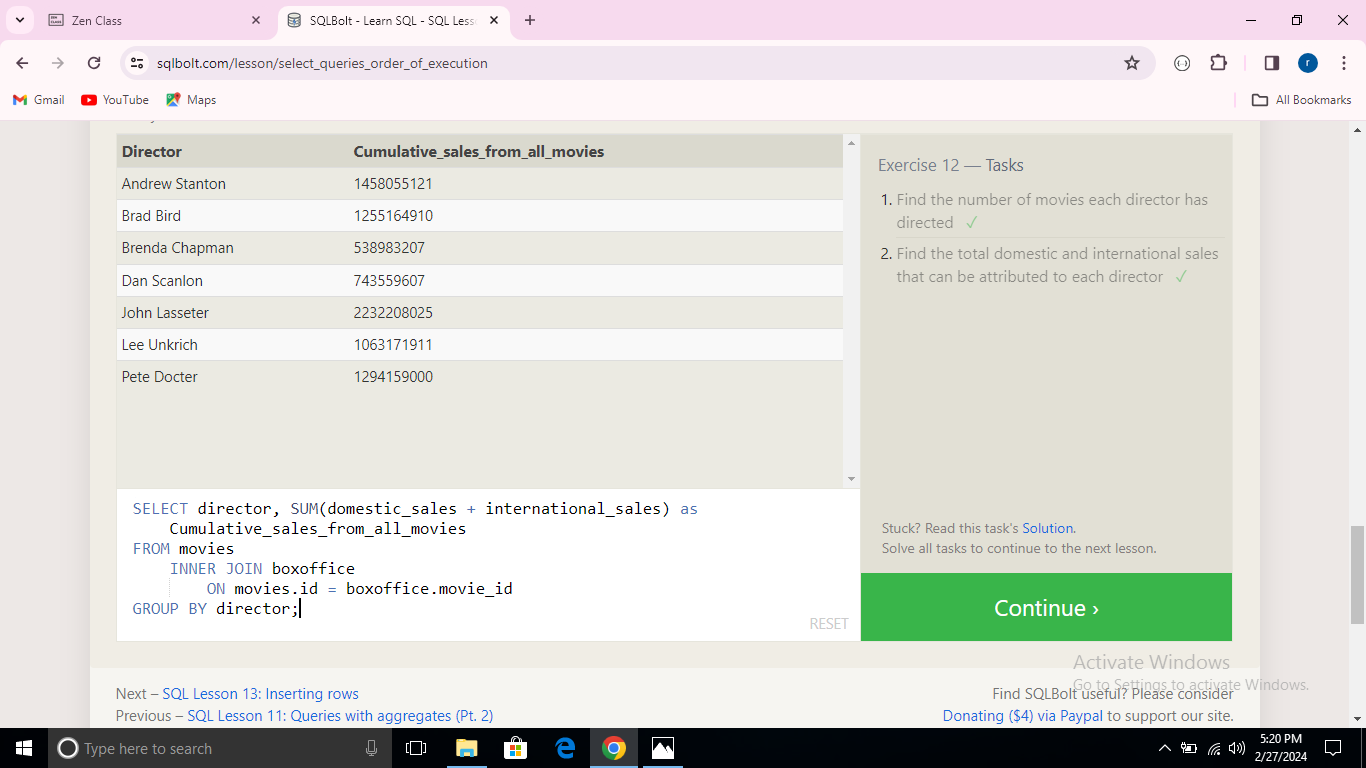 Zen Class
SQLBolt - Learn SQL - SQL Less
sqlbolt.com/lesson/select_queries_order_of_execution
r
Gmail YouTube Maps
All Bookmarks
Director Cumulative_sales_from_all_movies
Andrew Stanton 1458055121
Brad Bird 1255164910
Brenda Chapman 538983207
Dan Scanlon 743559607
John Lasseter 2232208025
Lee Unkrich 1063171911
Pete Docter 1294159000
Exercise 12 — Tasks
1. Find the number of movies each director has
directed ✓
2. Find the total domestic and international sales
that can be attributed to each director ✓
Stuck? Read this task's Solution.
Solve all tasks to continue to the next lesson.
Continue ›
SELECT director, SUM(domestic_sales + international_sales) as
Cumulative_sales_from_all_movies
FROM movies
INNER JOIN boxoffice
ON movies.id = boxoffice.movie_id
GROUP BY director;
RESET
Activate Windows
Go to Settings to activate Windows.
Next – SQL Lesson 13: Inserting rows
Previous – SQL Lesson 11: Queries with aggregates (Pt. 2)
Find SQLBolt useful? Please consider
Donating ($4) via Paypal to support our site.
Type here to search
5:20 PM
2/27/2024